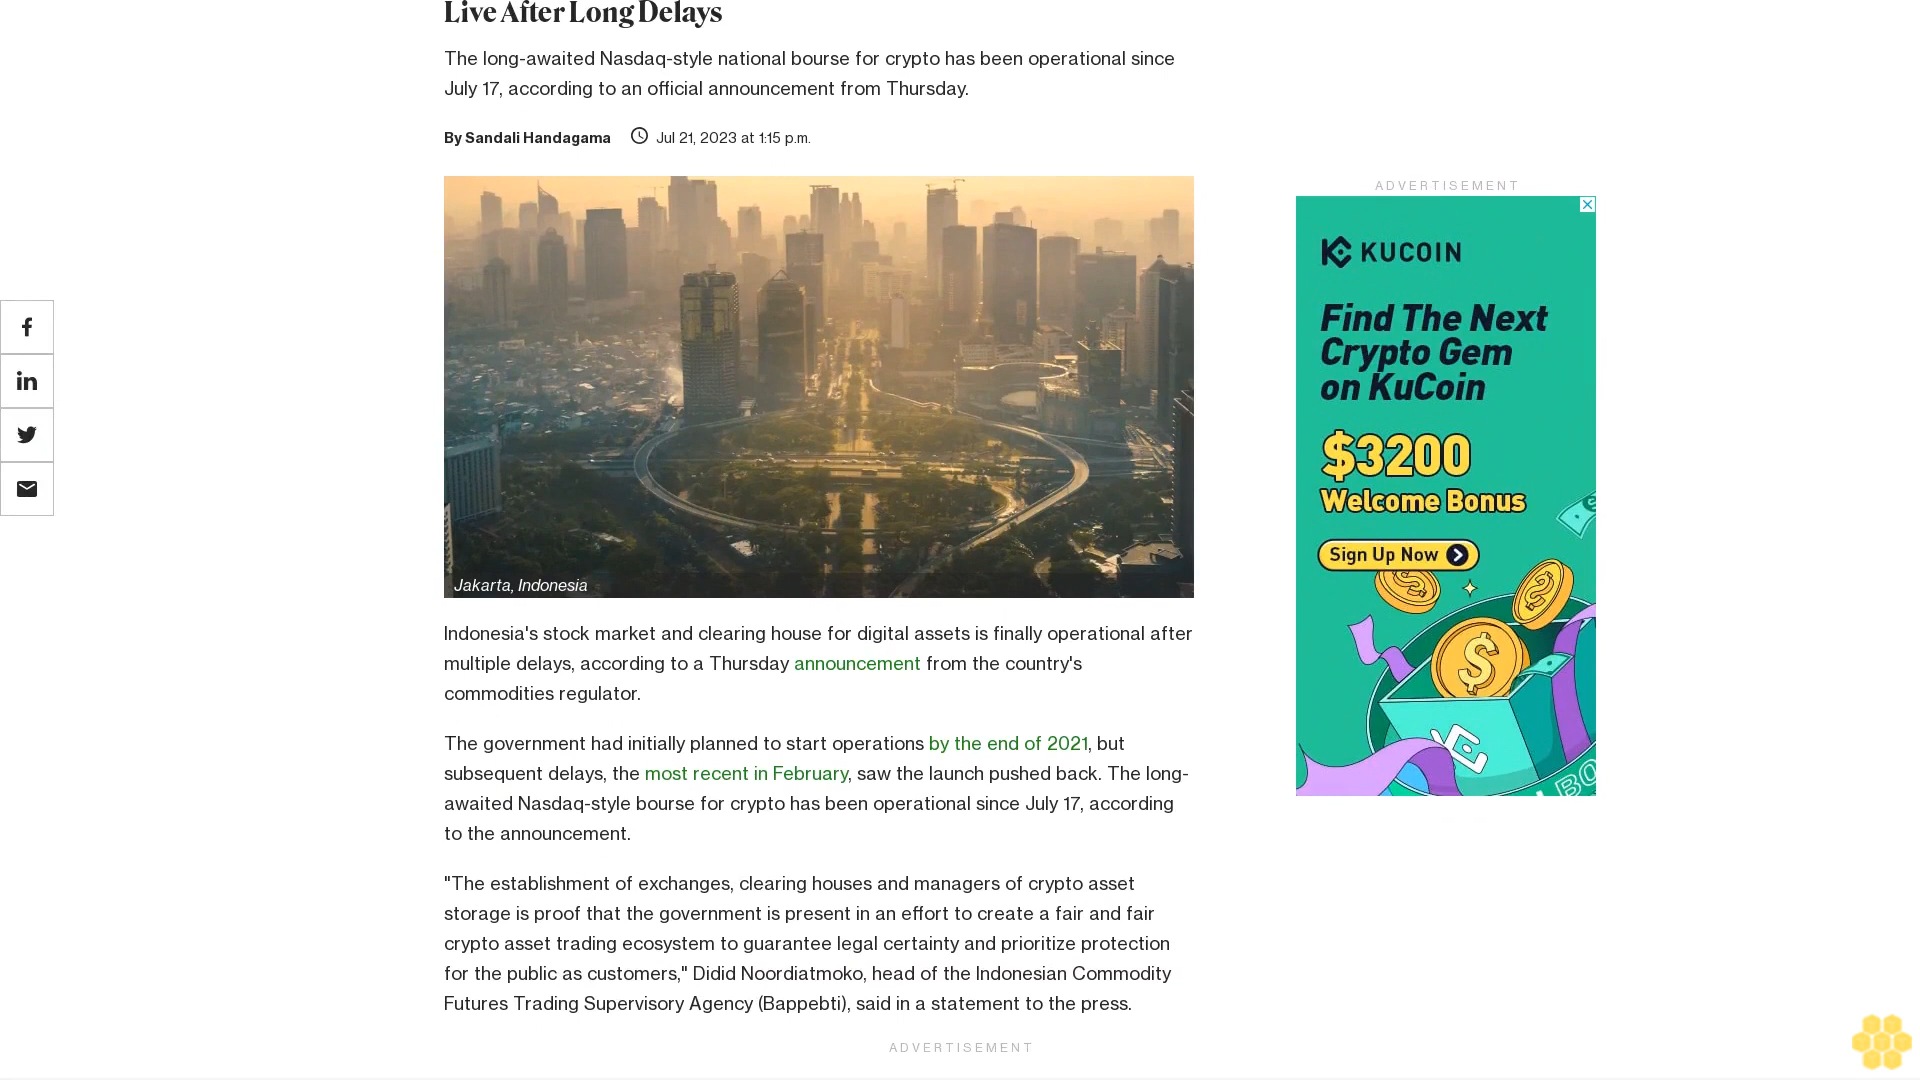 Live After Long Delays
The long-awaited Nasdaq-style national bourse for crypto has been operational since
July 17, according to an official announcement from Thursday.
By Sandali Handagama Jul 21, 2023 at 1:15 p.m.
ADVERTISEMENT
KUCOIN
Find The Next
Crypto Gem
on KuCoin
$3200
Welcome Bonus
Sign Up Now
Jakarta, Indonesia
Indonesia's stock market and clearing house for digital assets is finally operational after
multiple delays, according to a Thursday announcement from the country's
commodities regulator.
The government had initially planned to start operations by the end of 2021, but
subsequent delays, the most recent in February, saw the launch pushed back. The long-
awaited Nasdaq-style bourse for crypto has been operational since July 17, according
to the announcement.
"The establishment of exchanges, clearing houses and managers of crypto asset
storage is proof that the government is present in an effort to create a fair and fair
crypto asset trading ecosystem to guarantee legal certainty and prioritize protection
for the public as customers," Didid Noordiatmoko, head of the Indonesian Commodity
Futures Trading Supervisory Agency (Bappebti), said in a statement to the press.
ADVERTISEMENT